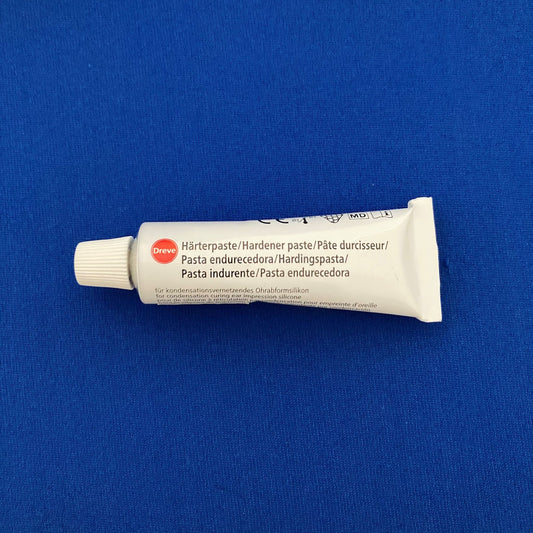 MD
Dreve
Härterpaste/Hardener paste/Pâte durcisseur/
Pasta endurecedora/Hardingspasta/
Pasta indurente/Pasta endurecedora
für kondensationsvernetzendes Ohrabformsilikon
for condensation curing ear impression silicone